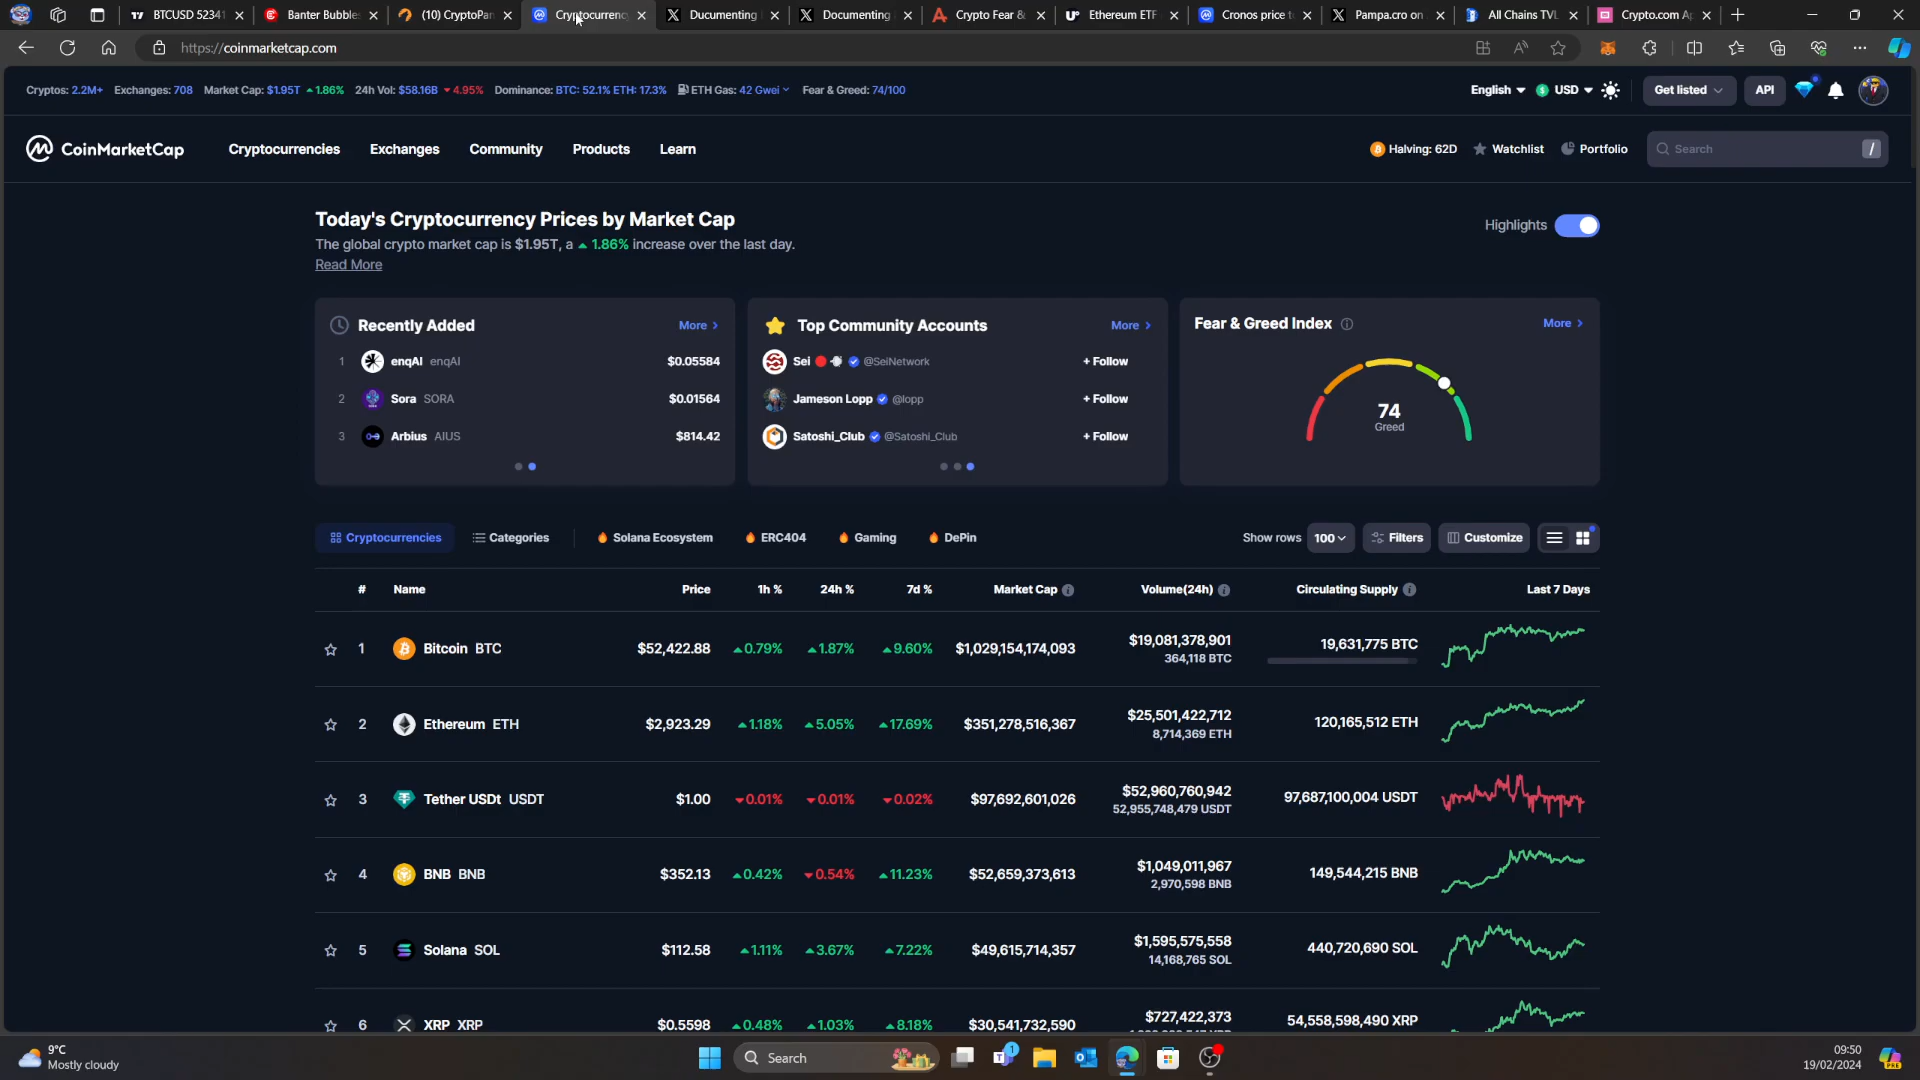 BTCUSD 5234
Banter Bubble
(10) CryptoPan
Cryptocurrenc
Ducumenting
Documenting
Crypto Fear &
Ethereum ETF
Cronos price to
Pampa.cro on
All Chains TVL
Crypto.com Ap
https://coinmarketcap.com
Cryptos: 2.2M+ Exchanges: 708 Market Cap: $1.95T 1.86% 24h Vol: $58.16B 4.95% Dominance: BTC: 52.1% ETH: 17.3% ETH Gas: 42 Gwei Fear & Greed: 74/100
English USD Get listed API
CoinMarketCap Cryptocurrencies Exchanges Community Products Learn
Halving: 62D Watchlist Portfolio Search /
Today's Cryptocurrency Prices by Market Cap
Highlights
The global crypto market cap is $1.95T, a 1.86% increase over the last day.
Read More
Recently Added More
1 enqAI enqAI $0.05584
2 Sora SORA $0.01564
3 Arbius AIUS $814.42
Top Community Accounts More
Sei @SeiNetwork + Follow
Jameson Lopp @lopp + Follow
Satoshi_Club @Satoshi_Club + Follow
Fear & Greed Index More
74
Greed
Cryptocurrencies Categories Solana Ecosystem ERC404 Gaming DePin Show rows 100 Filters Customize
# Name Price 1h % 24h % 7d % Market Cap Volume(24h) Circulating Supply Last 7 Days
1 Bitcoin BTC $52,422.88 0.79% 1.87% 9.60% $1,029,154,174,093 $19,081,378,901 19,631,775 BTC
364,118 BTC
2 Ethereum ETH $2,923.29 1.18% 5.05% 17.69% $351,278,516,367 $25,501,422,712 120,165,512 ETH
8,714,369 ETH
3 Tether USDt USDT $1.00 0.01% 0.01% 0.02% $97,692,601,026 $52,960,760,942 97,687,100,004 USDT
52,955,748,479 USDT
4 BNB BNB $352.13 0.42% 0.54% 11.23% $52,659,373,613 $1,049,011,967 149,544,215 BNB
2,970,598 BNB
5 Solana SOL $112.58 1.11% 3.67% 7.22% $49,615,714,357 $1,595,575,558 440,720,690 SOL
14,168,765 SOL
6 XRP XRP $0.5598 0.48% 1.03% 8.18% $30,541,732,590 $727,422,373 54,558,598,490 XRP
9°C
Mostly cloudy
Search
1
09:50
19/02/2024